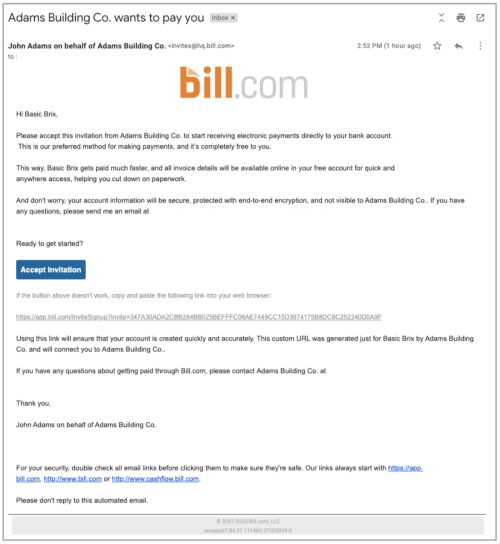 Adams Building Co. wants to pay you Inbox ×
John Adams on behalf of Adams Building Co. <invites@hq.bill.com> 2:52 PM (1 hour ago)
to
bill.com
Hi Basic Brix,
Please accept this invitation from Adams Building Co. to start receiving electronic payments directly to your bank account.
This is our preferred method for making payments, and it's completely free to you.
This way, Basic Brix gets paid much faster, and all invoice details will be available online in your free account for quick and
anywhere access, helping you cut down on paperwork.
And don't worry, your account information will be secure, protected with end-to-end encryption, and not visible to Adams Building Co.. If you have
any questions, please send me an email at
Ready to get started?
Accept Invitation
If the button above doesn't work, copy and paste the following link into your web browser:
Using this link will ensure that your account is created quickly and accurately. This custom URL was generated just for Basic Brix by Adams Building
Co. and will connect you to Adams Building Co..
If you have any questions about getting paid through Bill.com, please contact Adams Building Co. at
Thank you,
John Adams on behalf of Adams Building Co.
For your security, double check all email links before clicking them to make sure they're safe. Our links always start with https://app.
bill.com, http://www.bill.com or http://www.cashflow.bill.com.
Please don't reply to this automated email.
© 2007-2020 Bill.com, LLC